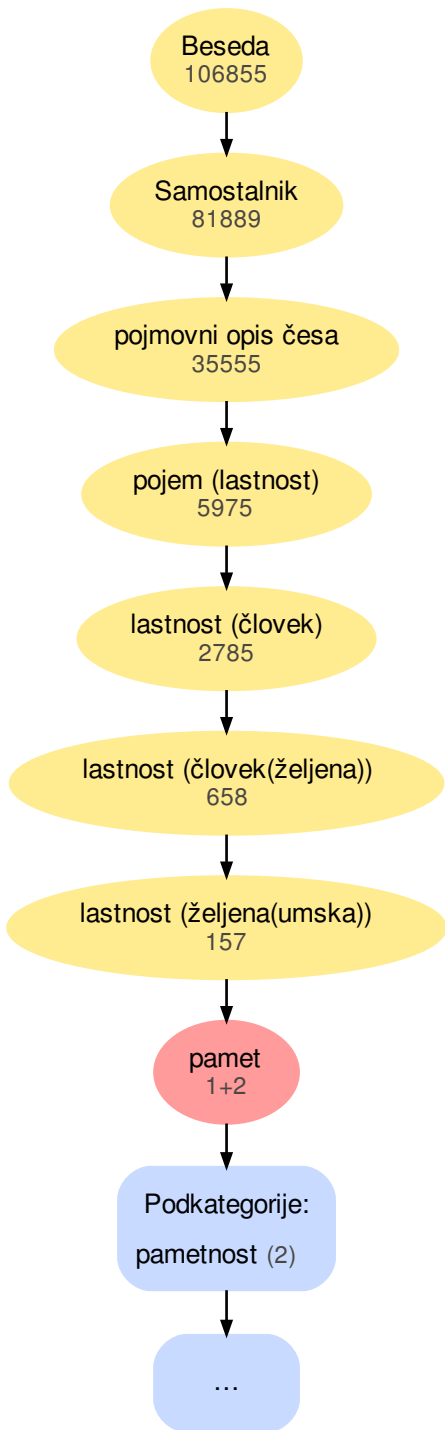 Beseda
106855
Samostalnik
81889
pojmovni opis česa
35555
pojem (lastnost)
5975
lastnost (človek)
2785
lastnost (človek(željena))
658
lastnost (željena(umska))
157
pamet
1+2
Podkategorije:
pametnost (2)
...